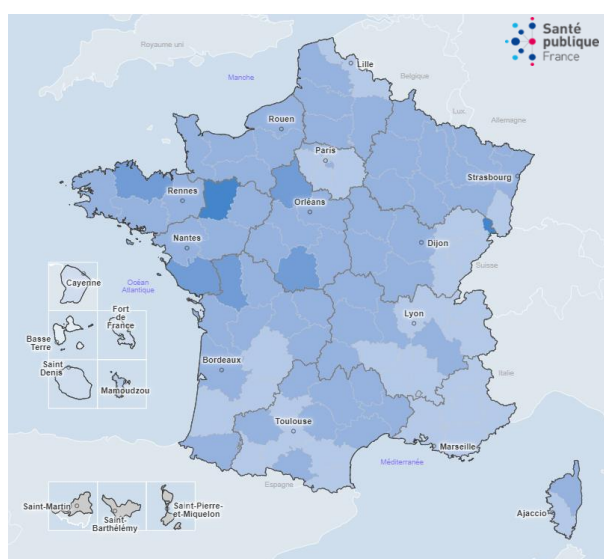 Santé
publique
France
Royaume uni
Lille
Belgique
Manche
Lux.
Allemagne
Rouen
Paris
Strasbourg
Rennes
Orléans
Nantes
Dijon
Suisse
Cayenne
Océan
Atlantique
Fort
de
France
Lyon
Basse
Terre
Bordeaux
Saint
Denis
Mamoudzou
Italie
Toulouse
Marseille
Méditerranée
Espagne
Saint-Martin
Saint-Barthélémy
Saint-Pierre-
et-Miquelon
Ajaccio